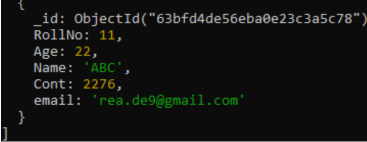 {
_id: ObjectId("63bfd4de56eba0e23c3a5c78")
RollNo: 11,
Age: 22,
Name: 'ABC',
Cont: 2276,
email: 'rea.de9@gmail.com'
}
]